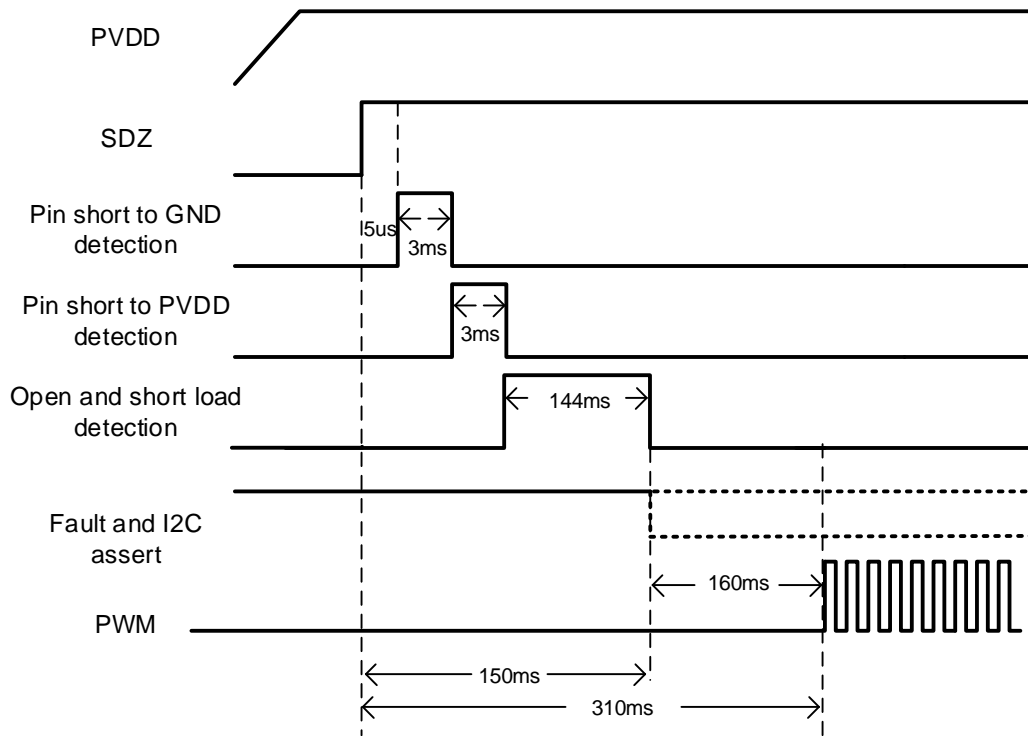 PVDD
SDZ
Pin short to GND
detection
5us
3ms
Pin short to PVDD
detection
3ms
Open and short load
detection
144ms
Fault and I2C
assert
160ms
PWM
150ms
310ms